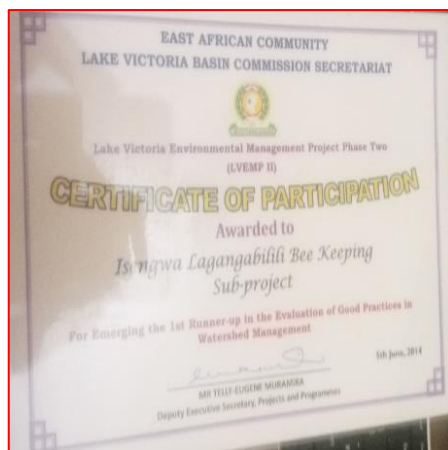 EAST AFRICAN COMMUNITY
LAKE VICTORIA BASIN COMMISSION SECRETARIAT
Lake Victoria Environmental Management Project Phase Two
(LVEMP II)
CERTIFICATE OF PARTICIPATION
Awarded to
Isengwa Lagangabilili Bee Keeping
Sub-project
For Emerging the 1st Runner-up in the Evaluation of Good Practices in
Watershed Management
5th June, 2014
MR TELLY EUGENE MURAMIRA
Deputy Executive Secretary, Projects and Programmes